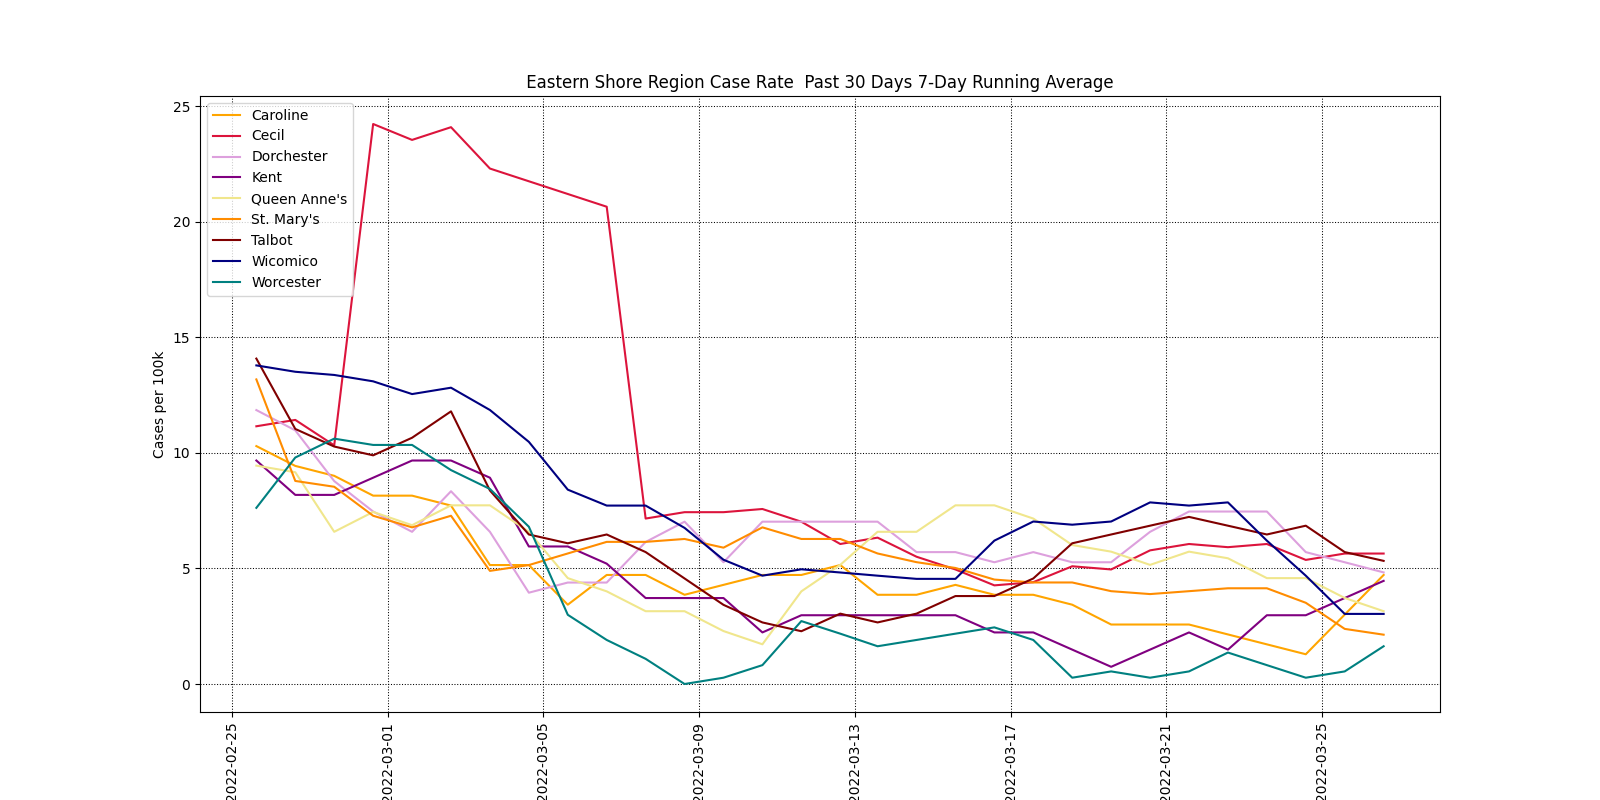 Eastern Shore Region Case Rate  Past 30 Days 7-Day Running Average
Cases per 100k
25
20
15
10
5
0
Caroline
Cecil
Dorchester
Kent
Queen Anne's
St. Mary's
Talbot
Wicomico
Worcester
2022-02-25
2022-03-01
2022-03-05
2022-03-09
2022-03-13
2022-03-17
2022-03-21
2022-03-25